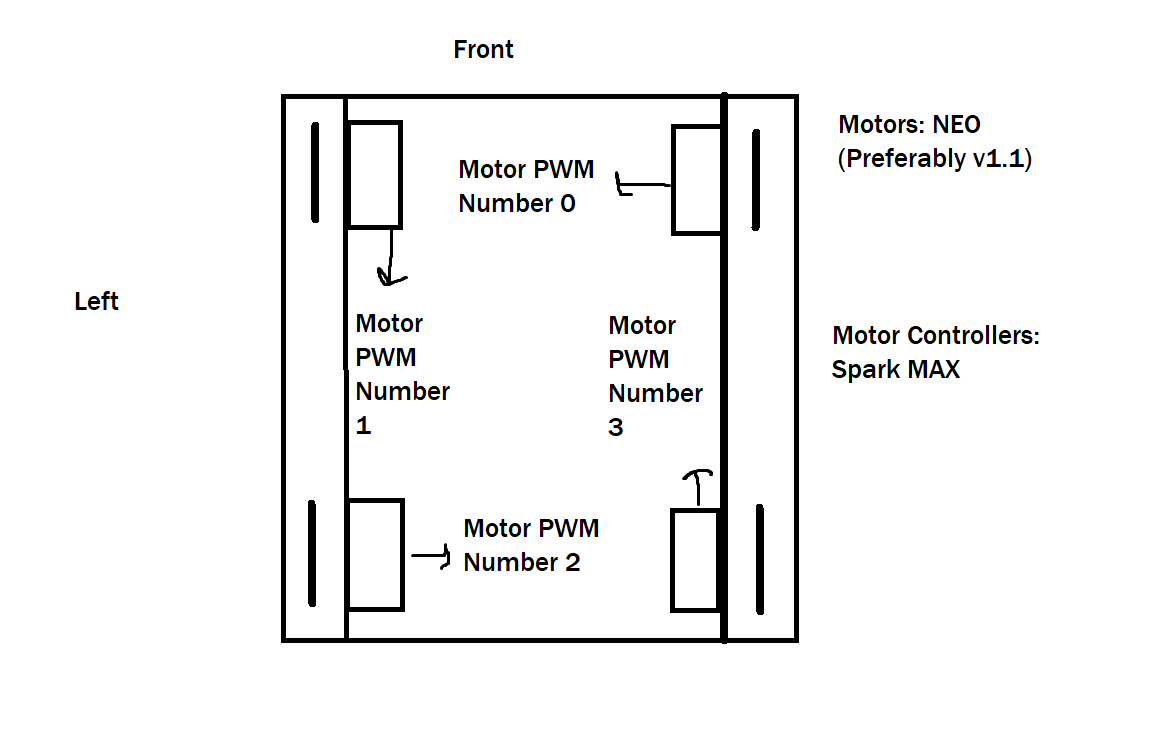 Front
Motors: NEO
(Preferably v1.1)
Motor PWM
Number 0
Left
Motor
PWM
Number
1
Motor
PWM
Number
3
Motor Controllers:
Spark MAX
Motor PWM
Number 2